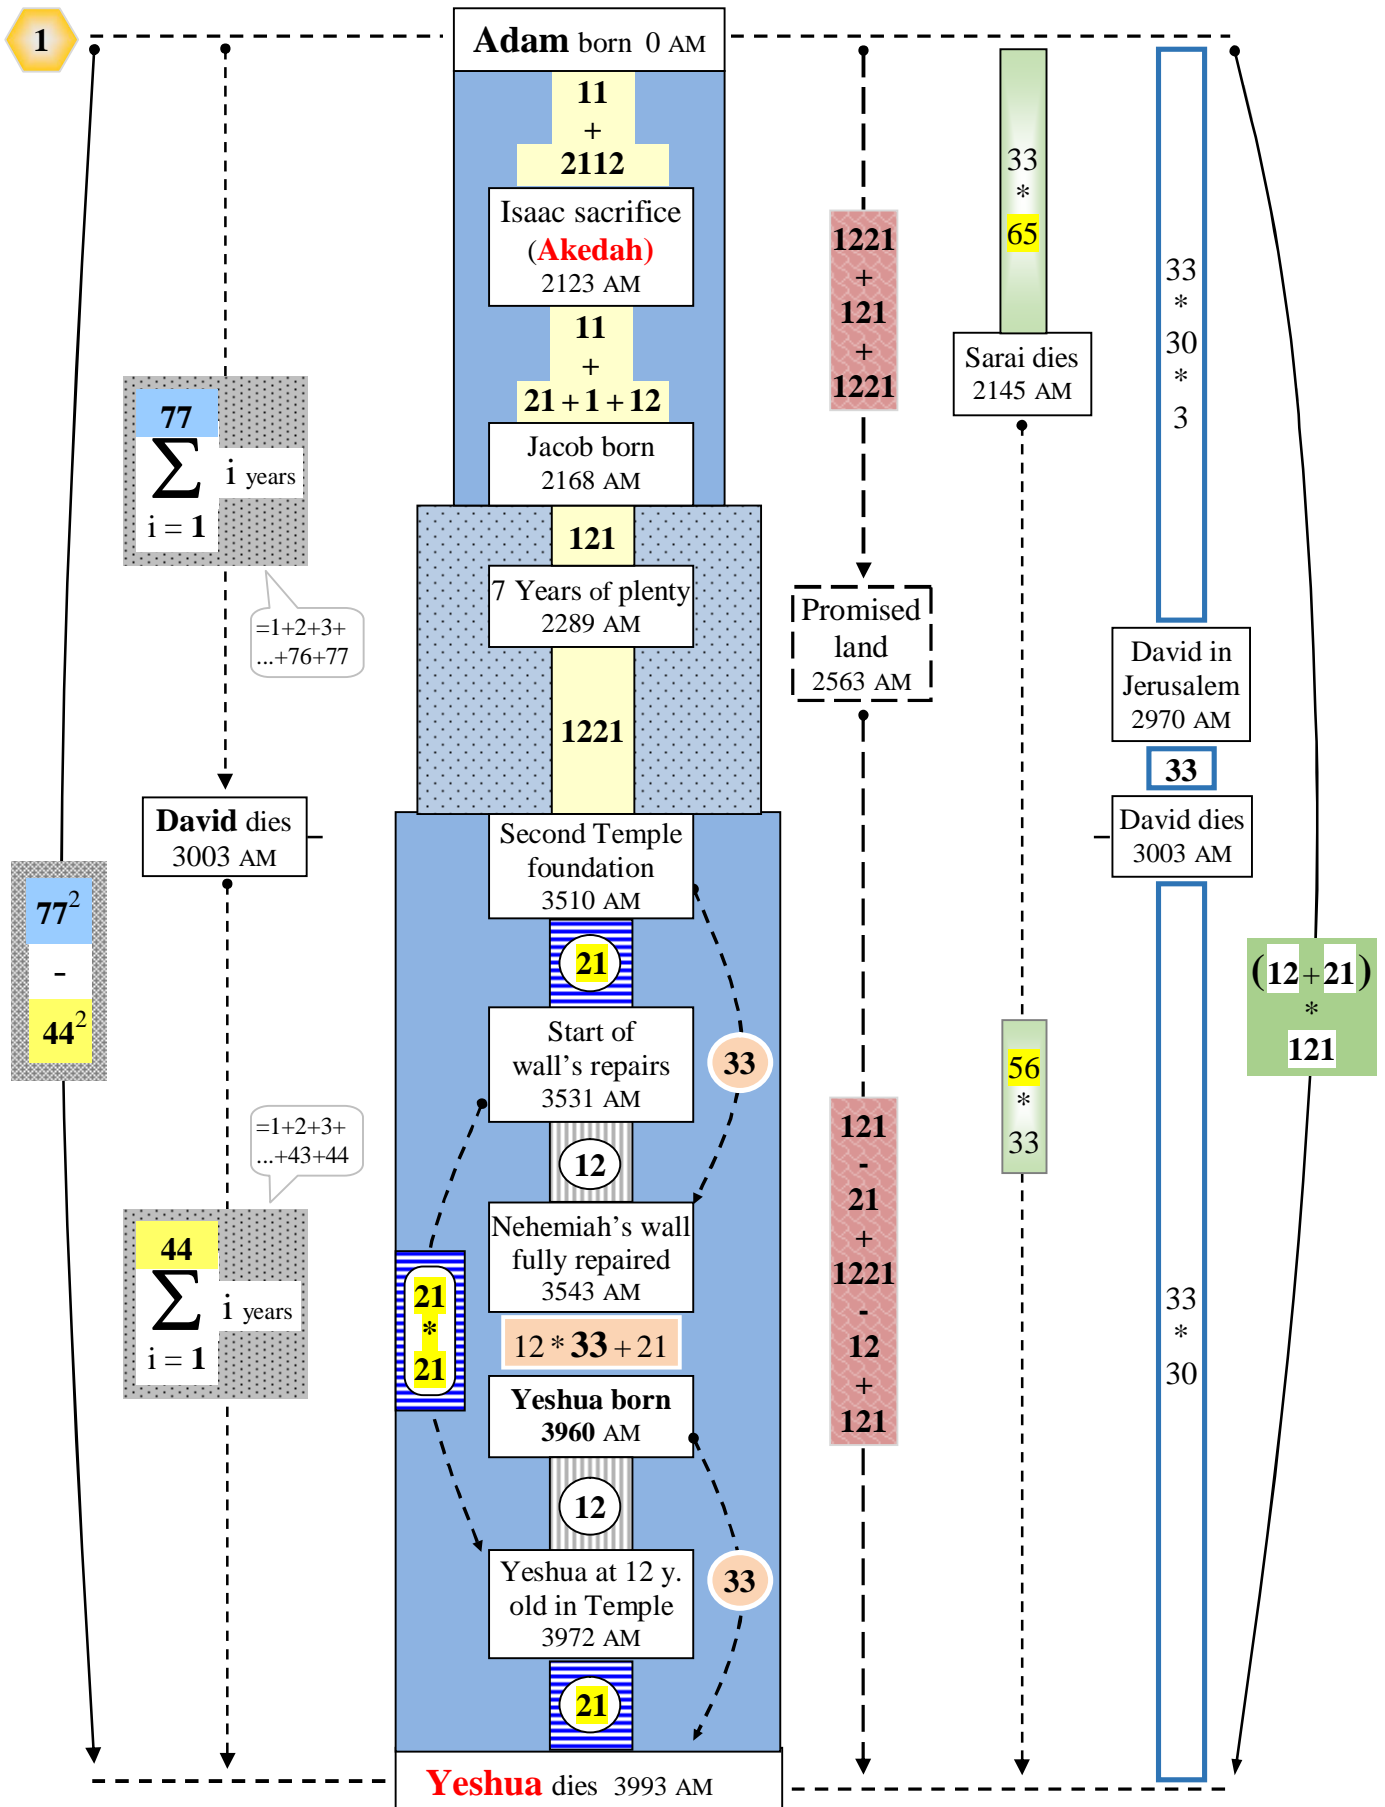 1
Adam born 0 AM
11
+
2112
Isaac sacrifice
(Akedah)
2123 AM
11
+
21 + 1 + 12
Jacob born
2168 AM
121
7 Years of plenty
2289 AM
1221
Second Temple
foundation
3510 AM
21
Start of
wall's repairs
3531 AM
33
12
Nehemiah's wall
fully repaired
3543 AM
21
*
21
12 * 33 + 21
Yeshua born
3960 AM
12
Yeshua at 12 y.
old in Temple
3972 AM
33
21
Yeshua dies 3993 AM
77²
-
44²
77
∑ i years
i = 1
=1+2+3+
...+76+77
David dies
3003 AM
=1+2+3+
...+43+44
44
∑ i years
i = 1
1221
+
121
+
1221
Promised
land
2563 AM
121
-
21
+
1221
-
12
+
121
33
*
65
Sarai dies
2145 AM
56
*
33
33
*
30
*
3
David in
Jerusalem
2970 AM
33
David dies
3003 AM
33
*
30
(12+21)
*
121